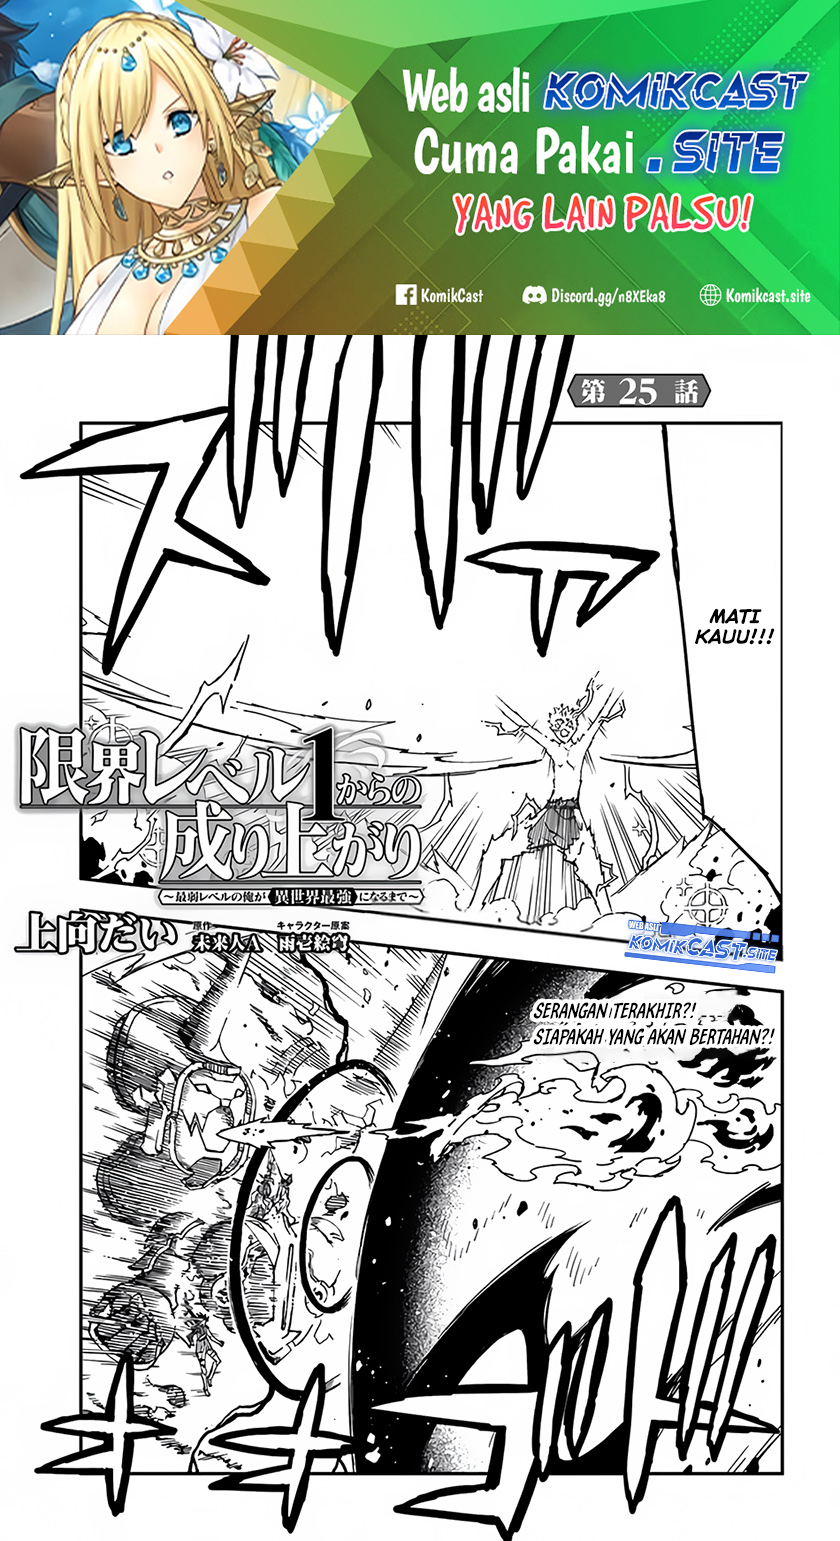 Web asli KOMIKCAST
Cuma Pakai .SITE
YANG LAIN PALSU!
KomikCast
Discord.gg/n8XEka8
Komikcast.site
第25話
MATI
KAUU!!!
限界レベル1からの
成り上がり
～最弱レベルの俺が異世界最強になるまで～
上向だい
原作 未来人A
キャラクター原案 雨壱絵穹
WEB ASLI
KOMIKCAST.SITE
SERANGAN TERAKHIR?!
SIAPAKAH YANG AKAN BERTAHAN?!